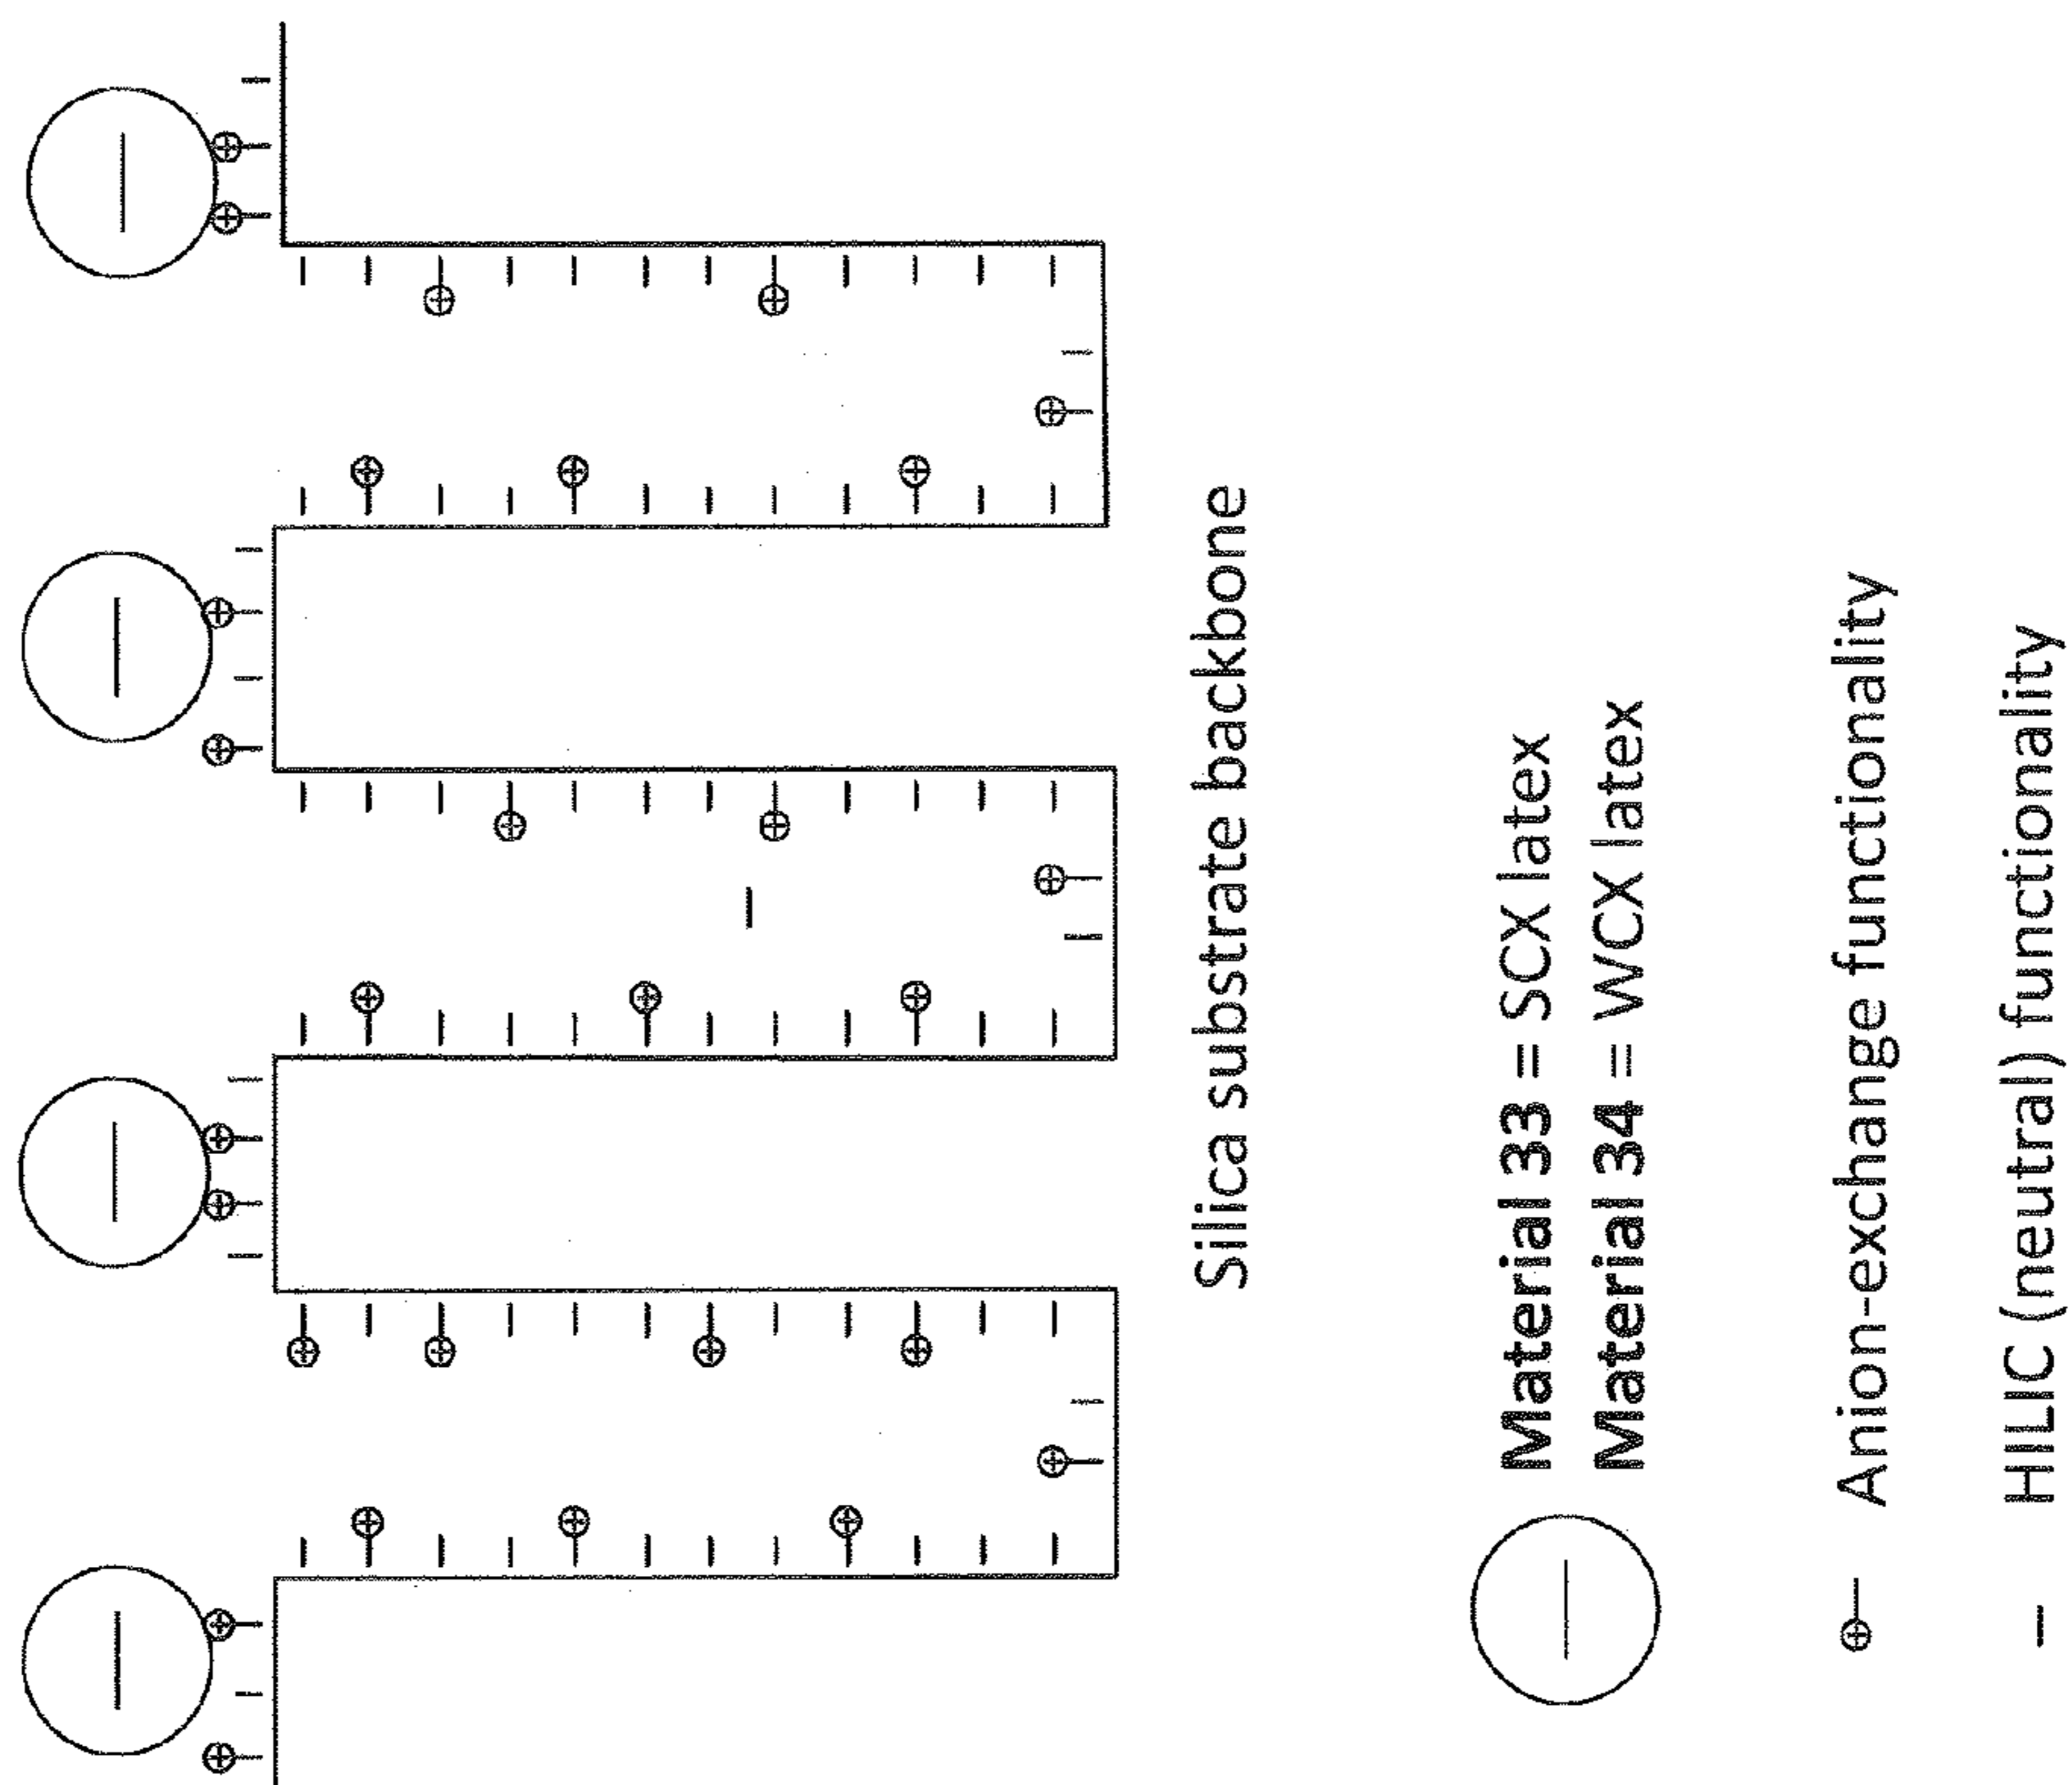 Silica substrate backbone
Material 33 = SCX latex
Material 34 = WCX latex
Anion-exchange functionality
HILIC (neutral) functionality